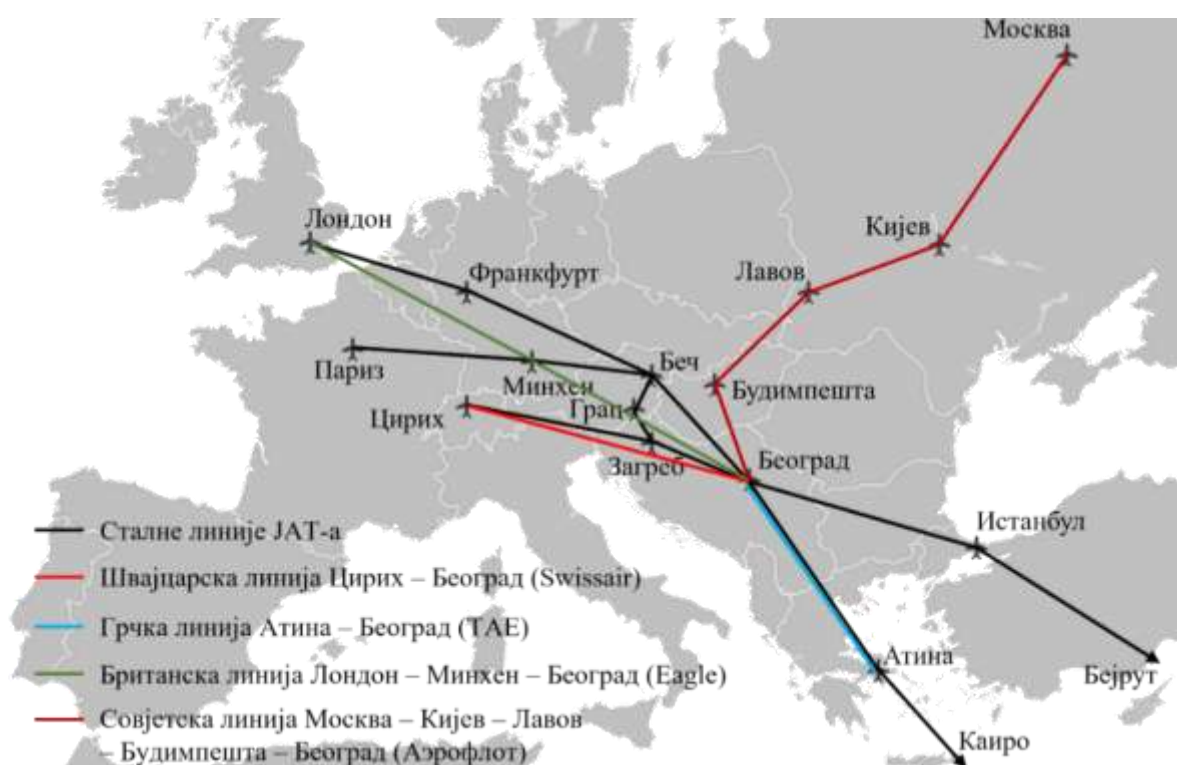 Москва
Лондон
Кијев
Франкфурт
Лавов
Париз
Минхен
Беч
Будимпешта
Цирих
Грац
Загреб
Београд
Истанбул
Сталне линије ЈАТ-а
Швајцарска линија Цирих – Београд (Swissair)
Грчка линија Атина – Београд (ТАЕ)
Атина
Британска линија Лондон – Минхен – Београд (Eagle)
Бејрут
Совјетска линија Москва – Кијев – Лавов
– Будимпешта – Београд (Аэрофлот)
Каиро